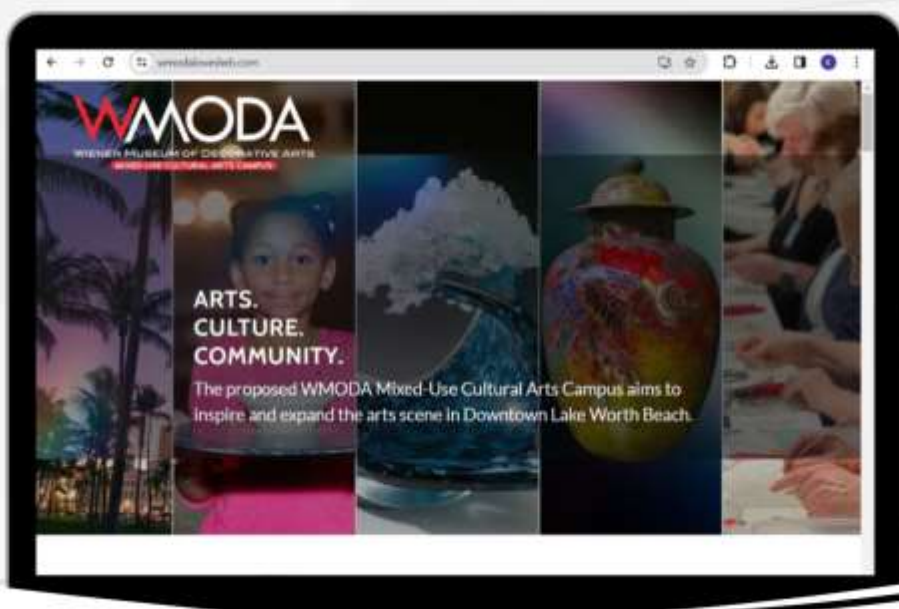 WMODA
WIENER MUSEUM OF DECORATIVE ARTS
MIXED-USE CULTURAL ARTS CAMPUS
ARTS.
CULTURE.
COMMUNITY.
The proposed WMODA Mixed-Use Cultural Arts Campus aims to
inspire and expand the arts scene in Downtown Lake Worth Beach.